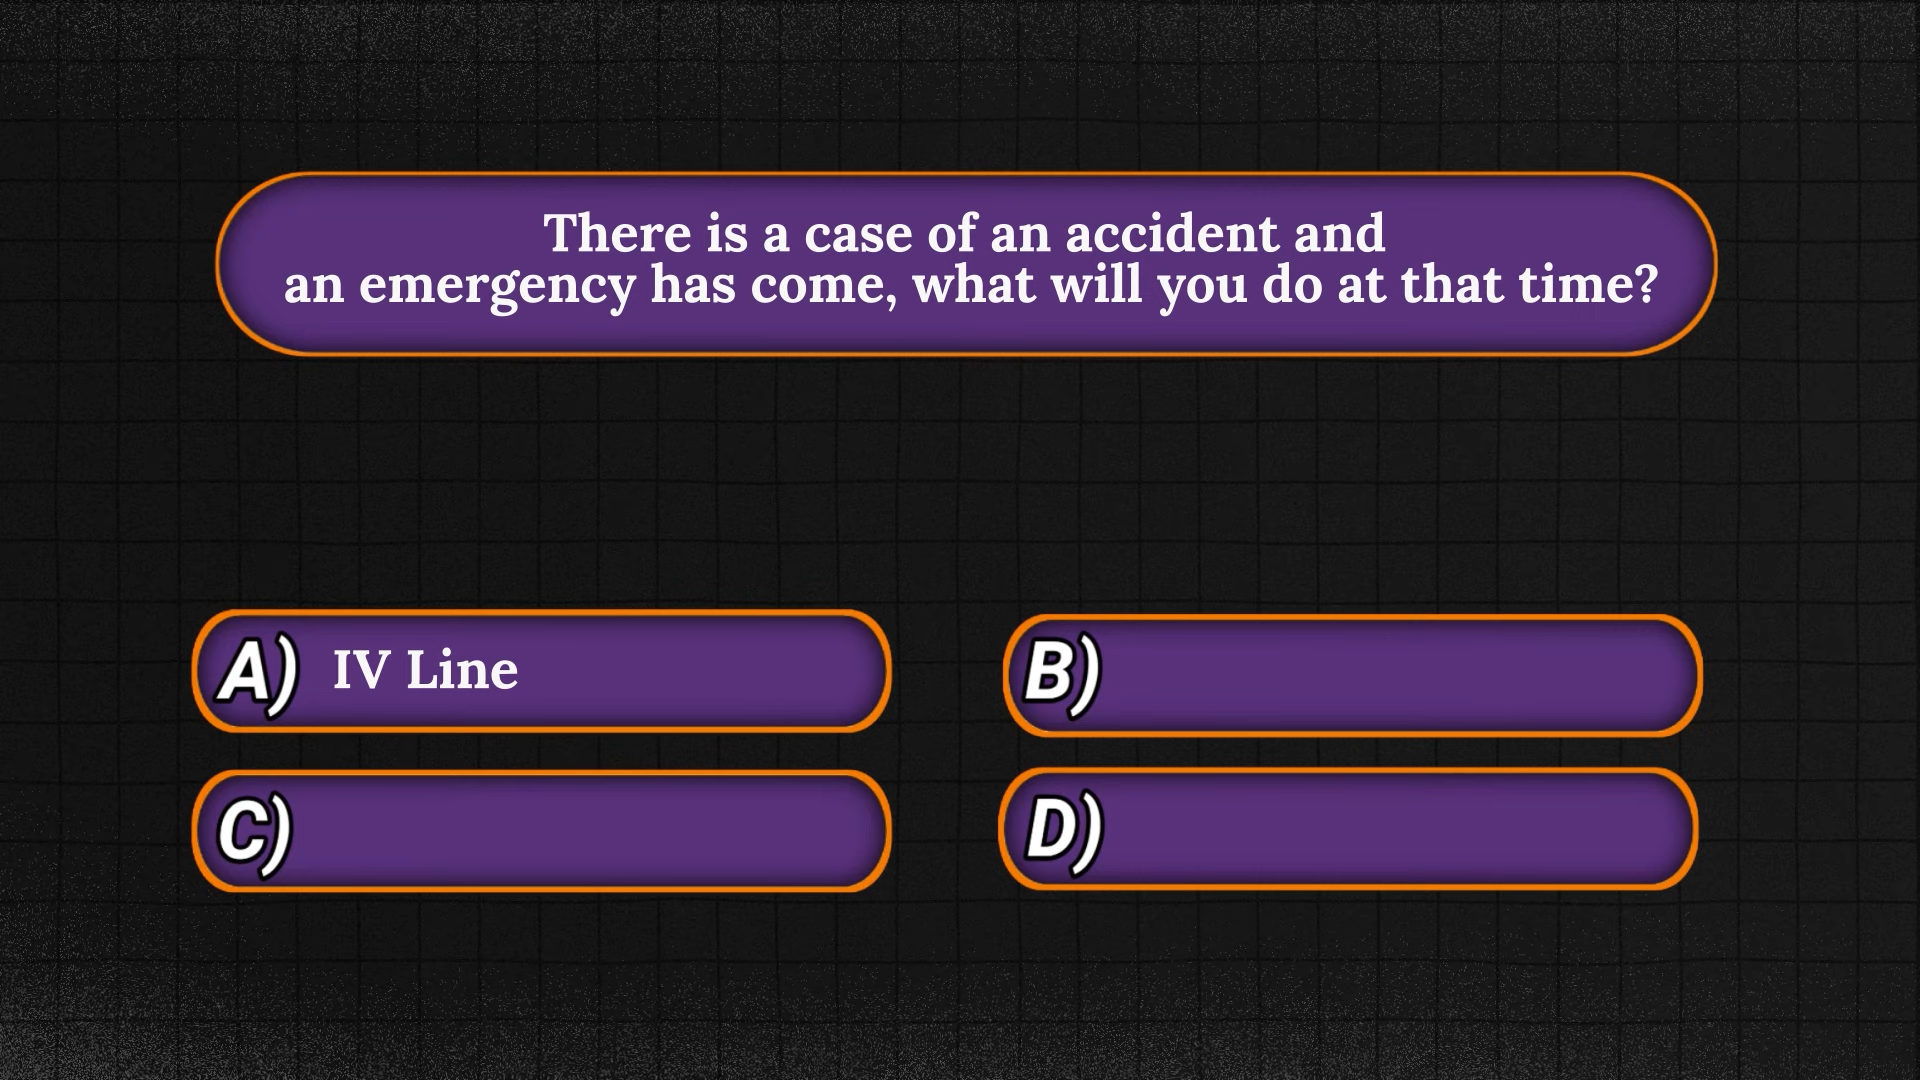 There is a case of an accident and
an emergency has come, what will you do at that time?
A) IV Line
B)
C)
D)